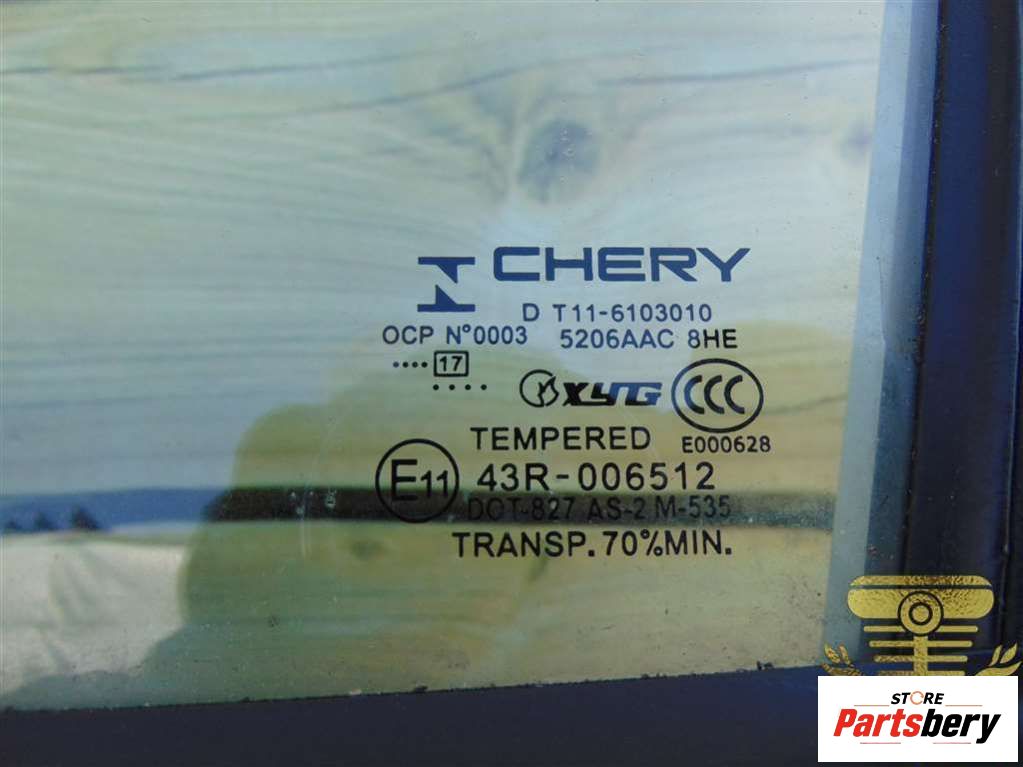 CHERY
D T11-6103010
OCP N°0003 5206AAC 8HE
....17
....
XYG CCC
TEMPERED E000628
E11 43R-006512
DOT-827 AS-2 M-535
TRANSP.70%MIN.
STORE
Partsbery